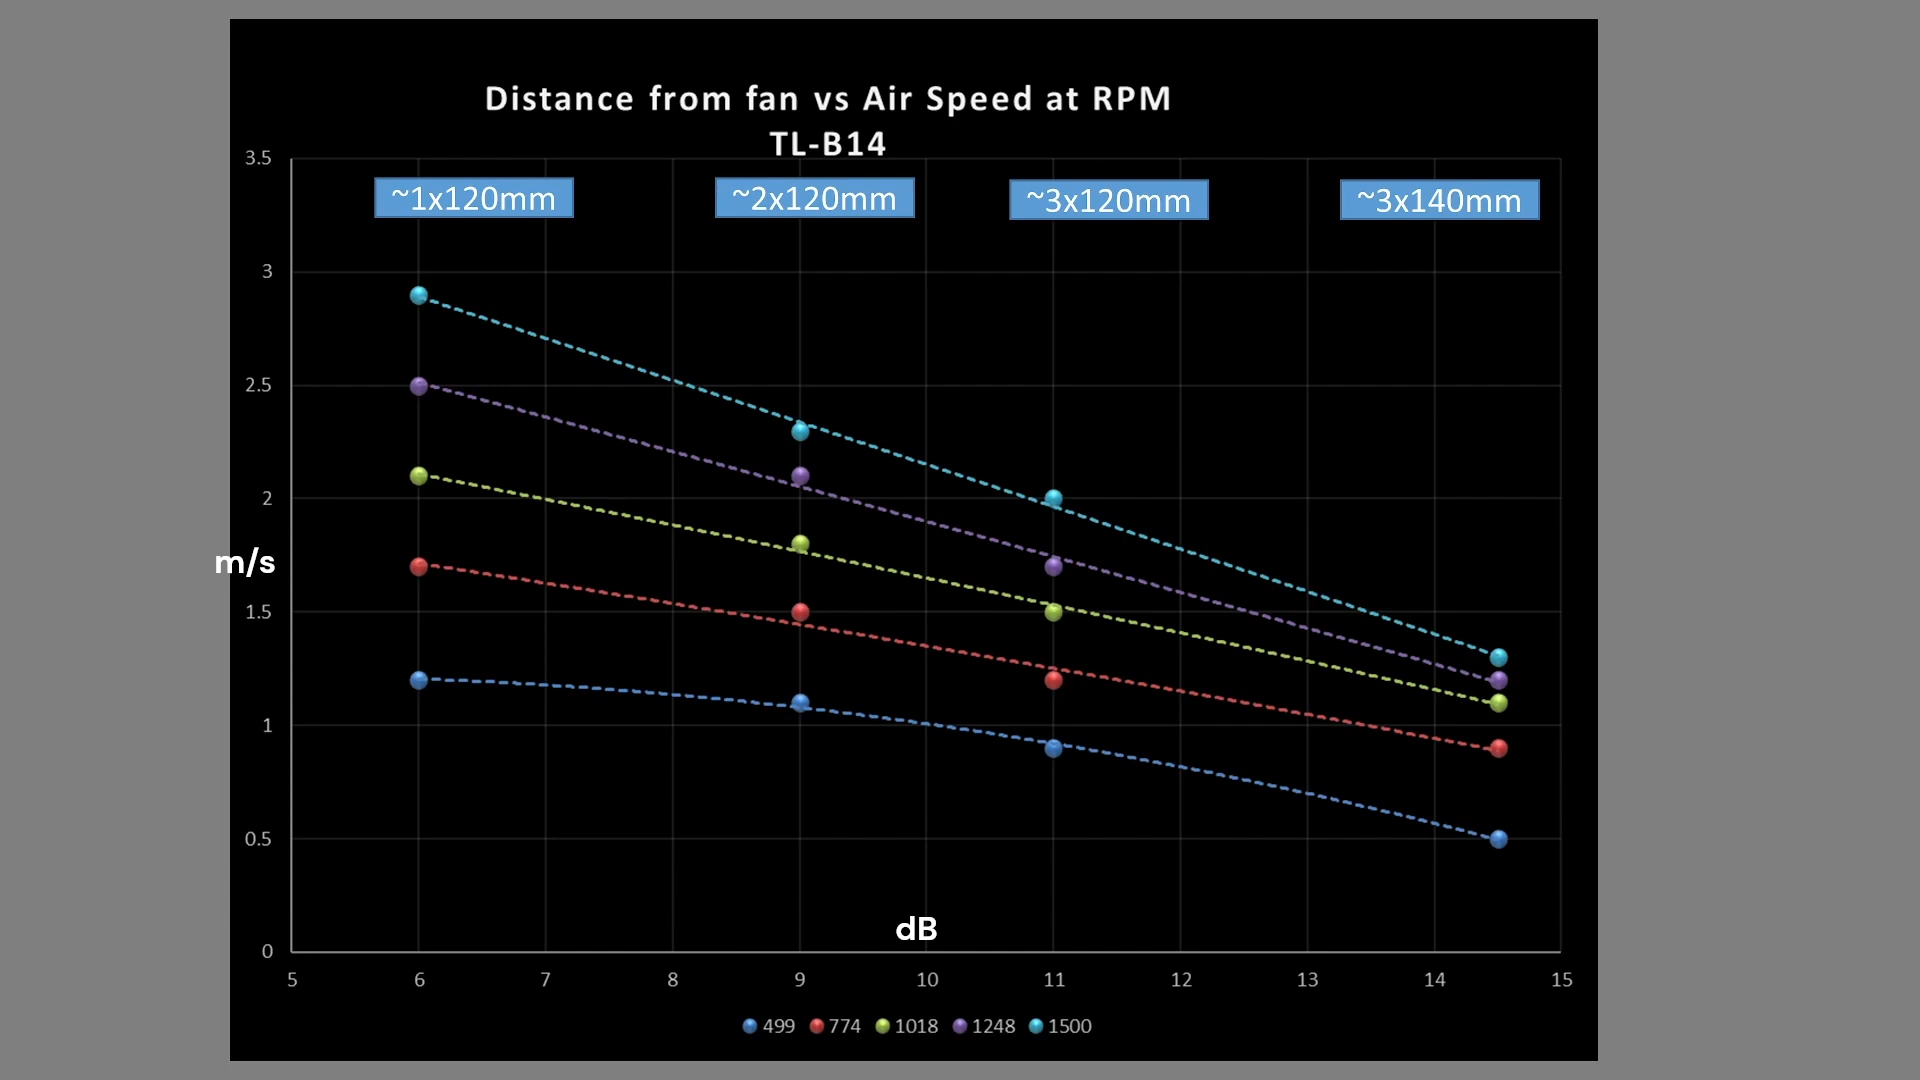 Distance from fan vs Air Speed at RPM
TL-B14
3.5
~1x120mm ~2x120mm ~3x120mm ~3x140mm
3
2.5
2
m/s
1.5
1
0.5
dB
0
5 6 7 8 9 10 11 12 13 14 15
499 774 1018 1248 1500